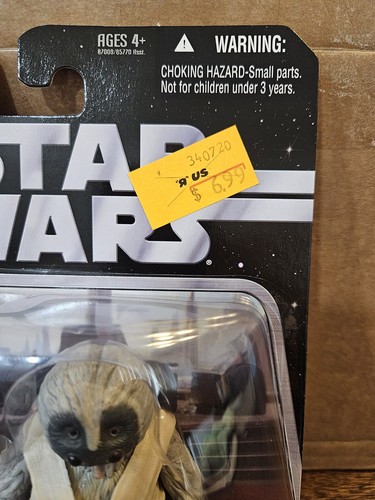 AGES 4+
87009/85770 Asst.
WARNING:
CHOKING HAZARD-Small parts.
Not for children under 3 years.
STAR
WARS
®
340720
"R" US
$ 6.99